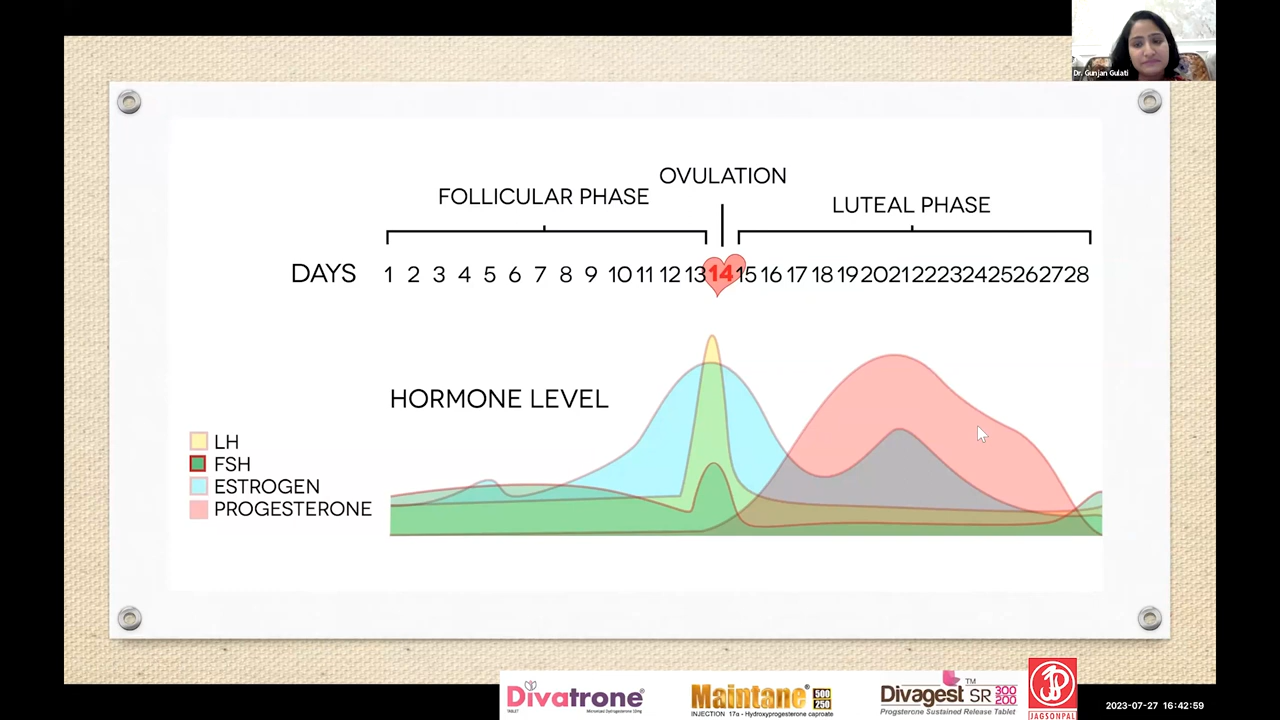 Dr. Gunjan Gulati
OVULATION
FOLLICULAR PHASE
LUTEAL PHASE
DAYS 1 2 3 4 5 6 7 8 9 10 11 12 13 14 15 16 17 18 19 20 21 22 23 24 25 26 27 28
HORMONE LEVEL
LH
FSH
ESTROGEN
PROGESTERONE
Divatrone®
TABLET
Maintane® 500 250
INJECTION 17α - Hydroxyprogesterone caproate
Divagest SR 300 200 TM
Progsterone Sustained Release Tablet
JAGSONPAL
2023-07-27 16:42:59